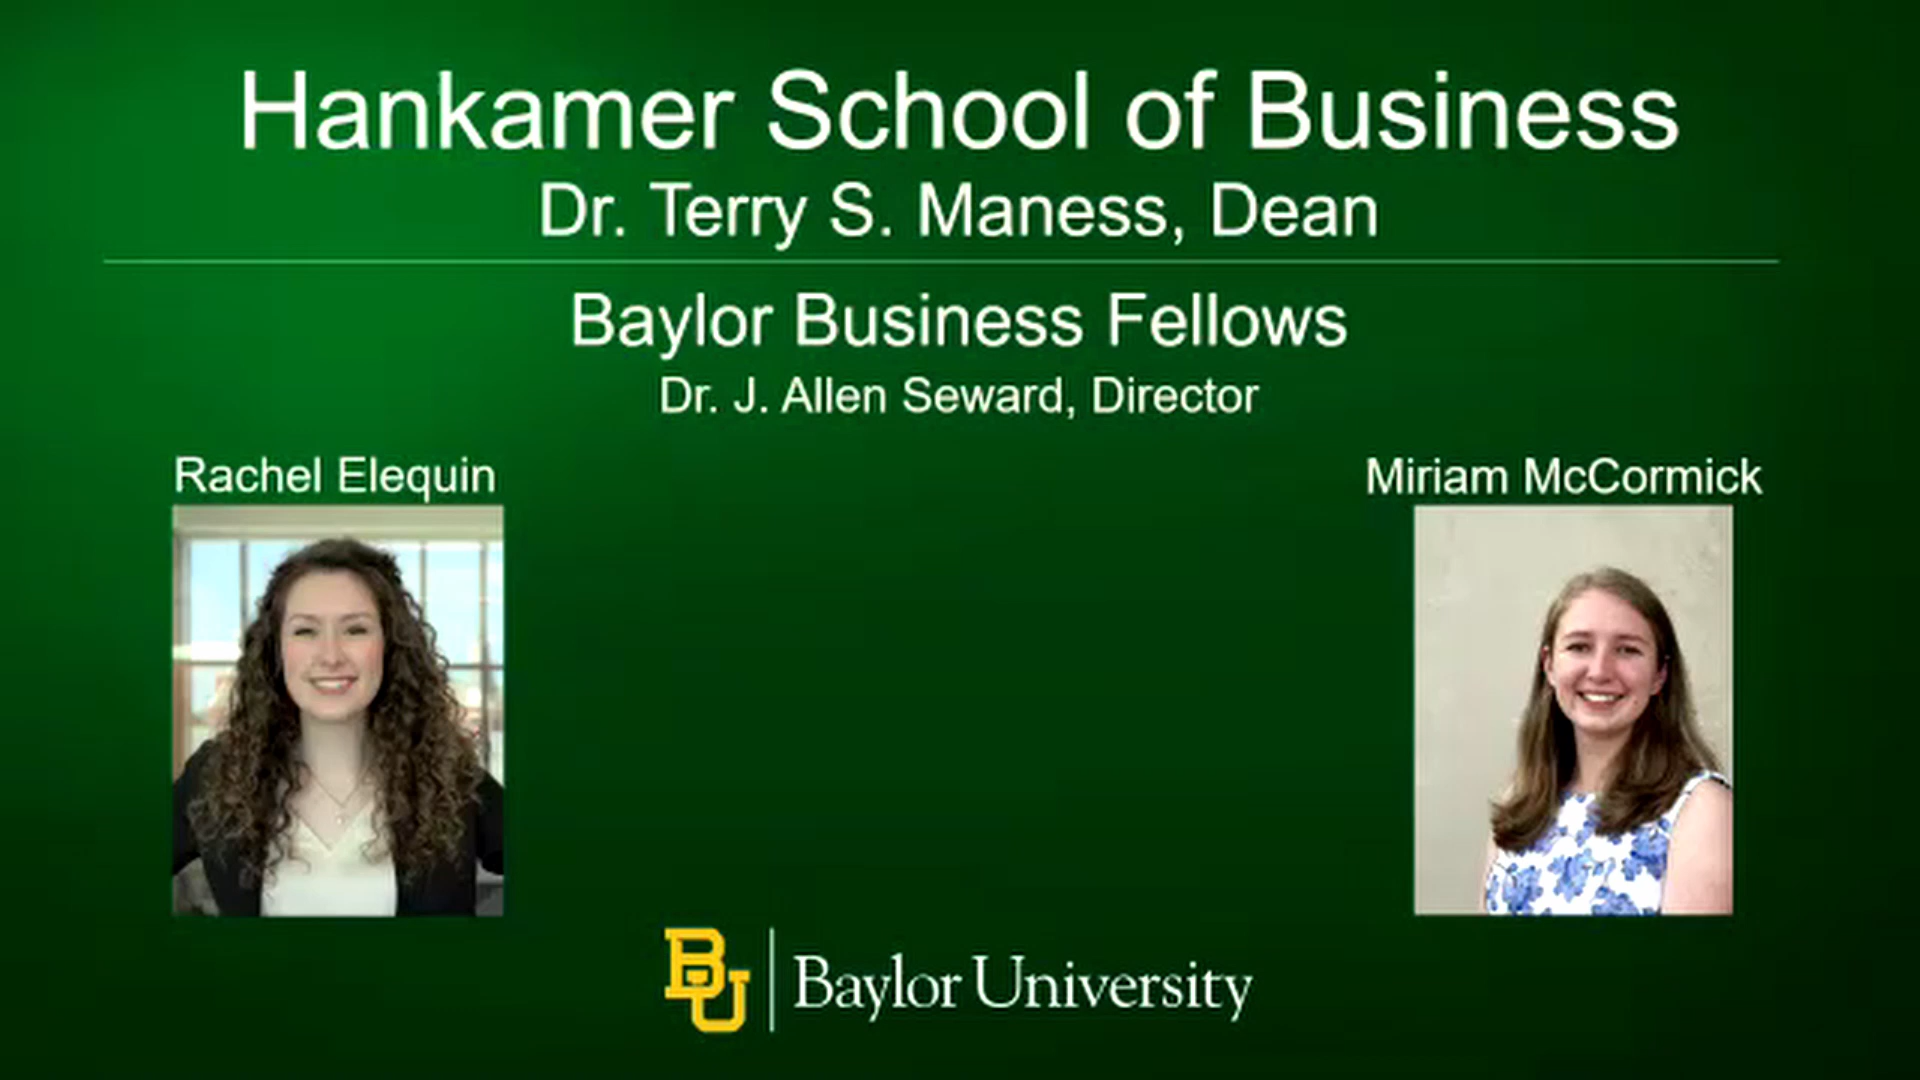 Hankamer School of Business
Dr. Terry S. Maness, Dean
Baylor Business Fellows
Dr. J. Allen Seward, Director
Rachel Elequin
Miriam McCormick
BU Baylor University